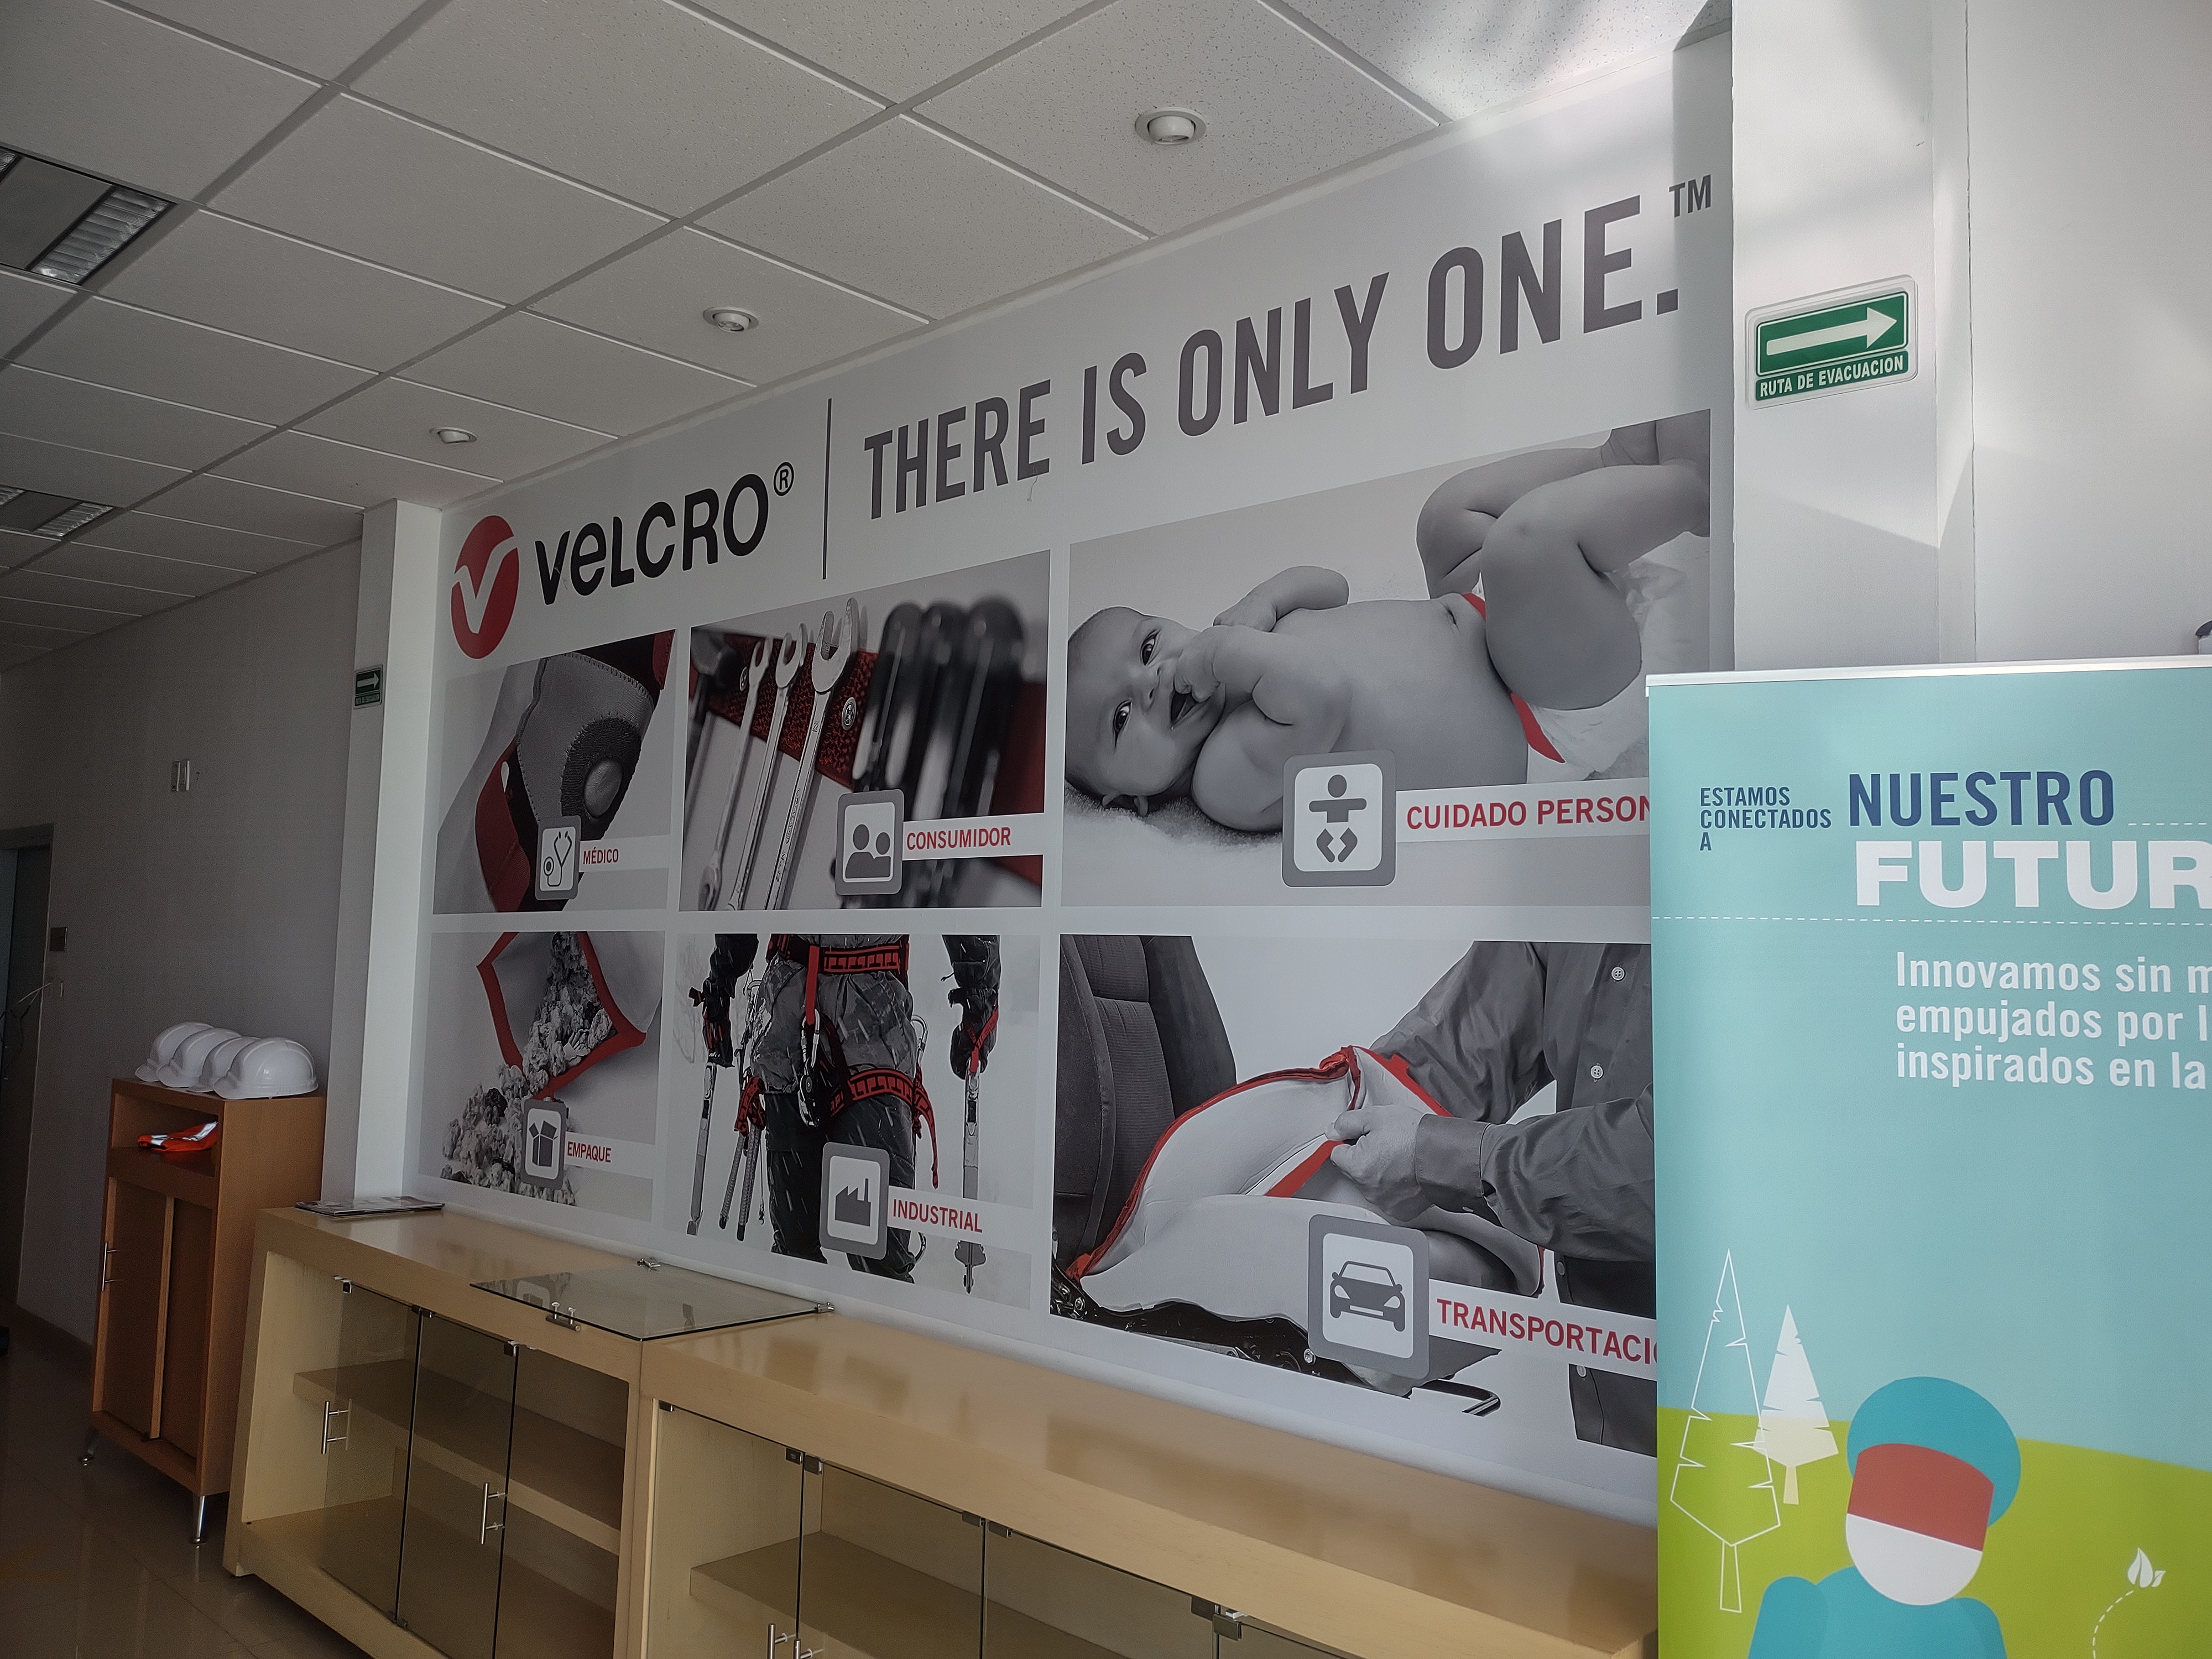 VELCRO®
THERE IS ONLY ONE.™
RUTA DE EVACUACION
MÉDICO
CONSUMIDOR
CUIDADO PERSON
EMPAQUE
INDUSTRIAL
TRANSPORTACI
ESTAMOS
CONECTADOS
A
NUESTRO
FUTUR
Innovamos sin m
empujados por l
inspirados en la